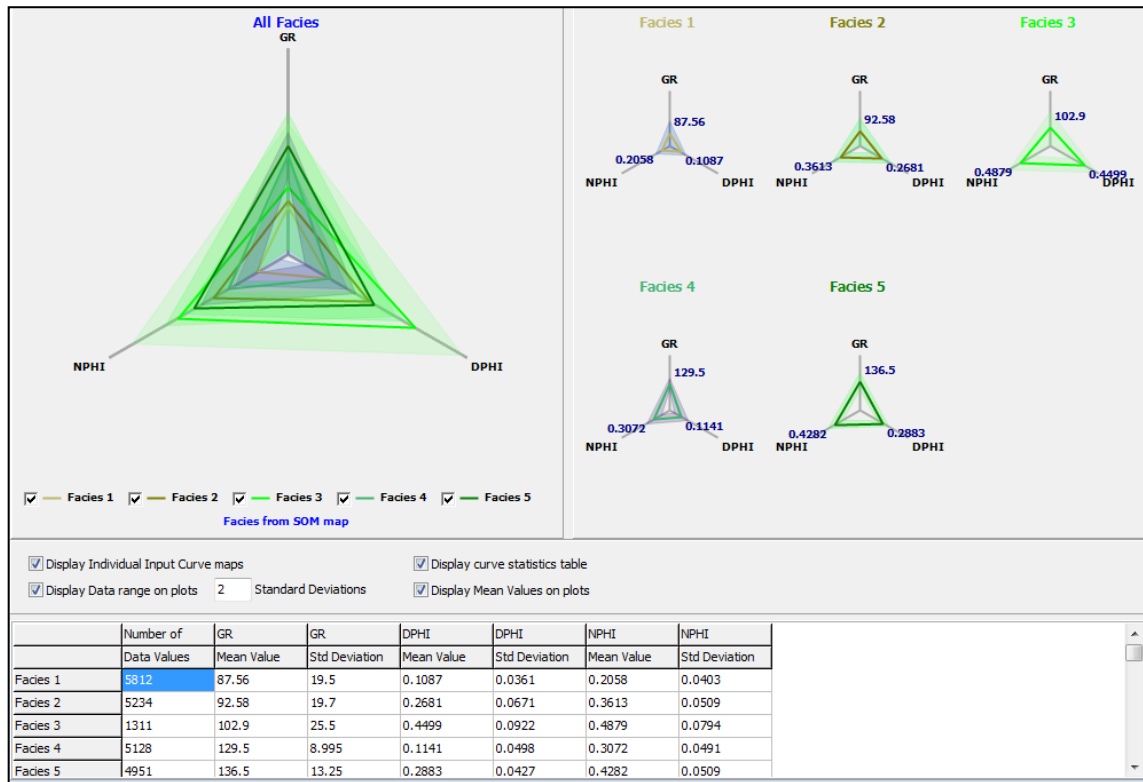 All Facies
GR
NPHI
DPHI
Facies 1
Facies 2
Facies 3
Facies 4
Facies 5
Facies from SOM map
Facies 1
GR
87.56
0.2058
0.1087
NPHI
DPHI
Facies 2
GR
92.58
0.3613
0.2681
NPHI
DPHI
Facies 3
GR
102.9
0.4879
0.4499
NPHI
DPHI
Facies 4
GR
129.5
0.3072
0.1141
NPHI
DPHI
Facies 5
GR
136.5
0.4282
0.2883
NPHI
DPHI
Display Individual Input Curve maps
Display curve statistics table
Display Data range on plots 2 Standard Deviations
Display Mean Values on plots
Number of GR GR DPHI DPHI NPHI NPHI
Data Values Mean Value Std Deviation Mean Value Std Deviation Mean Value Std Deviation
Facies 1 5812 87.56 19.5 0.1087 0.0361 0.2058 0.0403
Facies 2 5234 92.58 19.7 0.2681 0.0671 0.3613 0.0509
Facies 3 1311 102.9 25.5 0.4499 0.0922 0.4879 0.0794
Facies 4 5128 129.5 8.995 0.1141 0.0498 0.3072 0.0491
Facies 5 4951 136.5 13.25 0.2883 0.0427 0.4282 0.0509